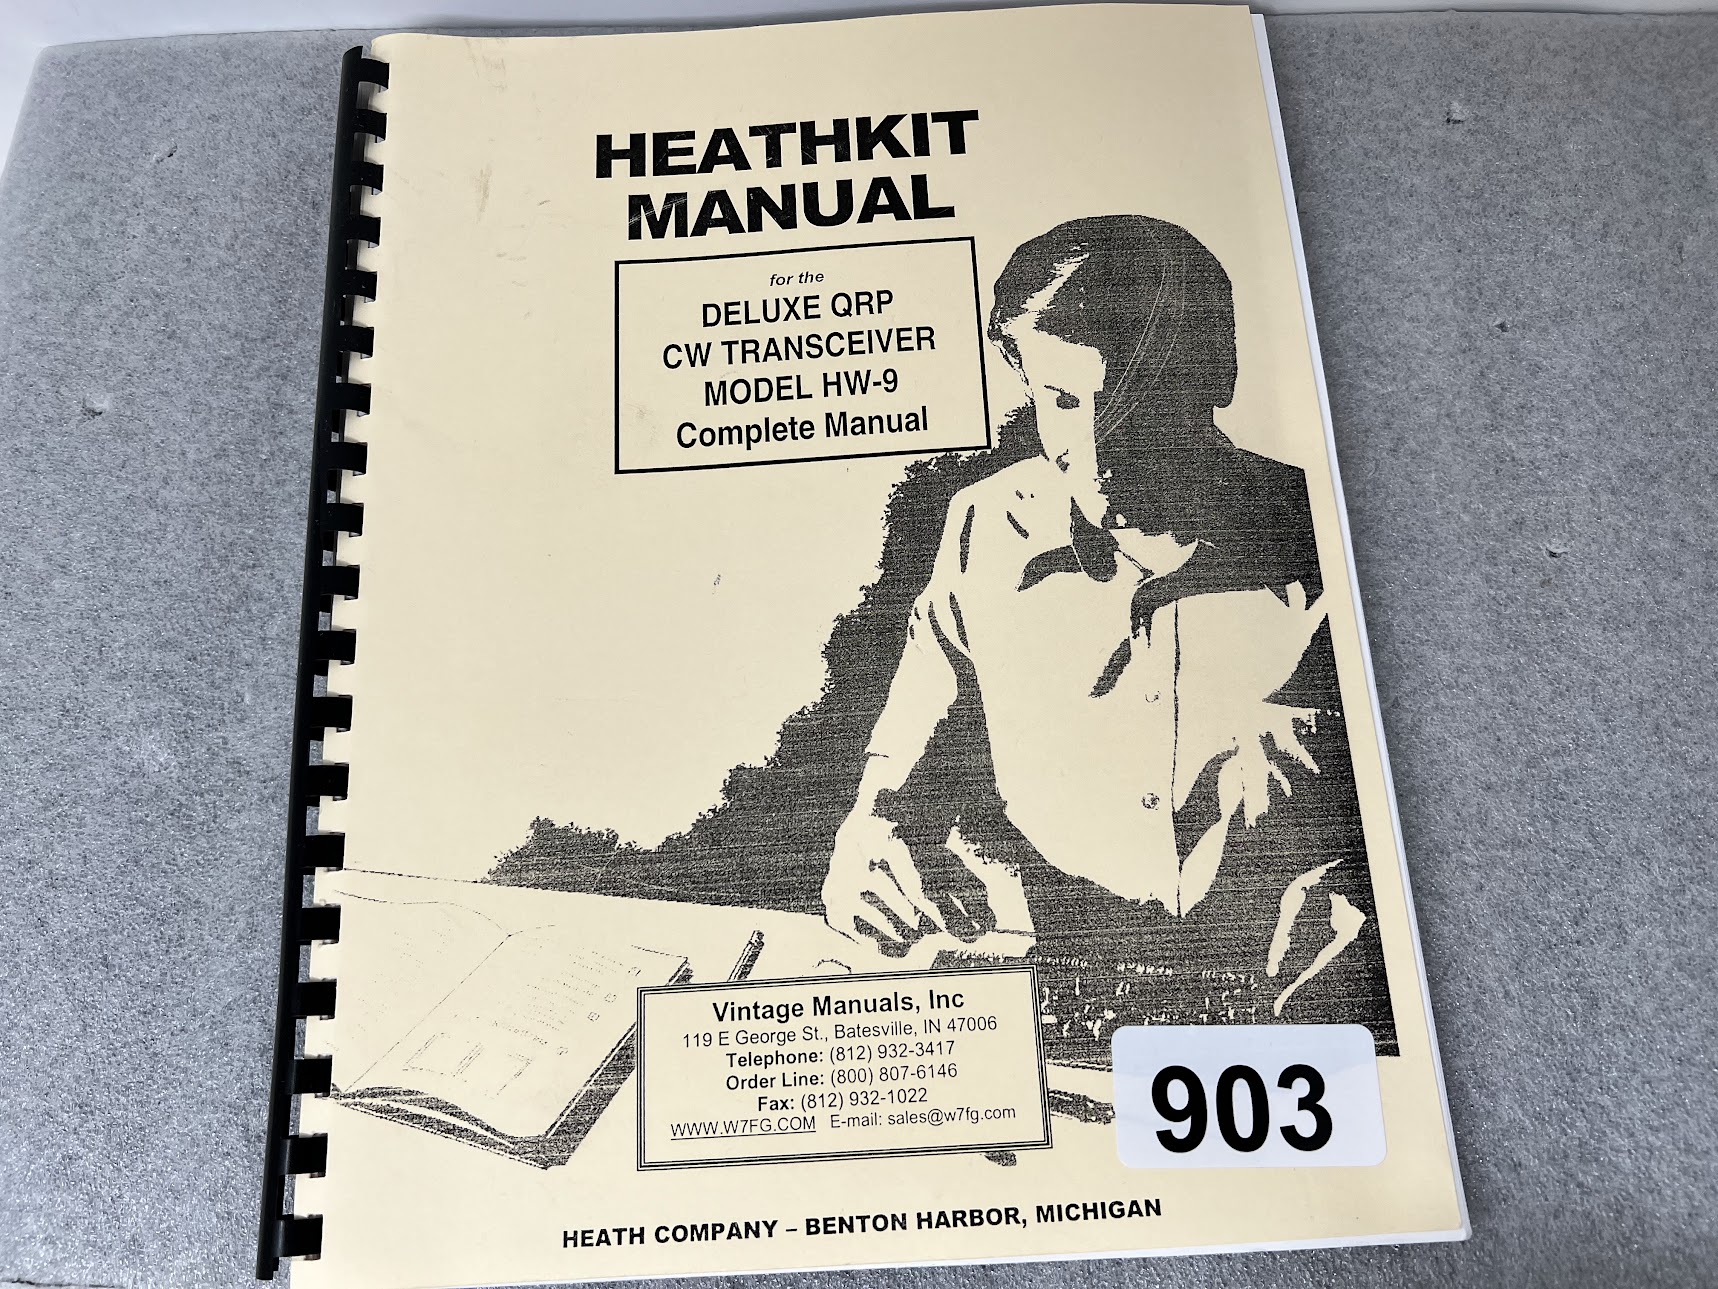 HEATHKIT
MANUAL
for the
DELUXE QRP
CW TRANSCEIVER
MODEL HW-9
Complete Manual
Vintage Manuals, Inc
119 E George St., Batesville, IN 47006
Telephone: (812) 932-3417
Order Line: (800) 807-6146
Fax: (812) 932-1022
WWW.W7FG.COM E-mail: sales@w7fg.com
903
HEATH COMPANY – BENTON HARBOR, MICHIGAN